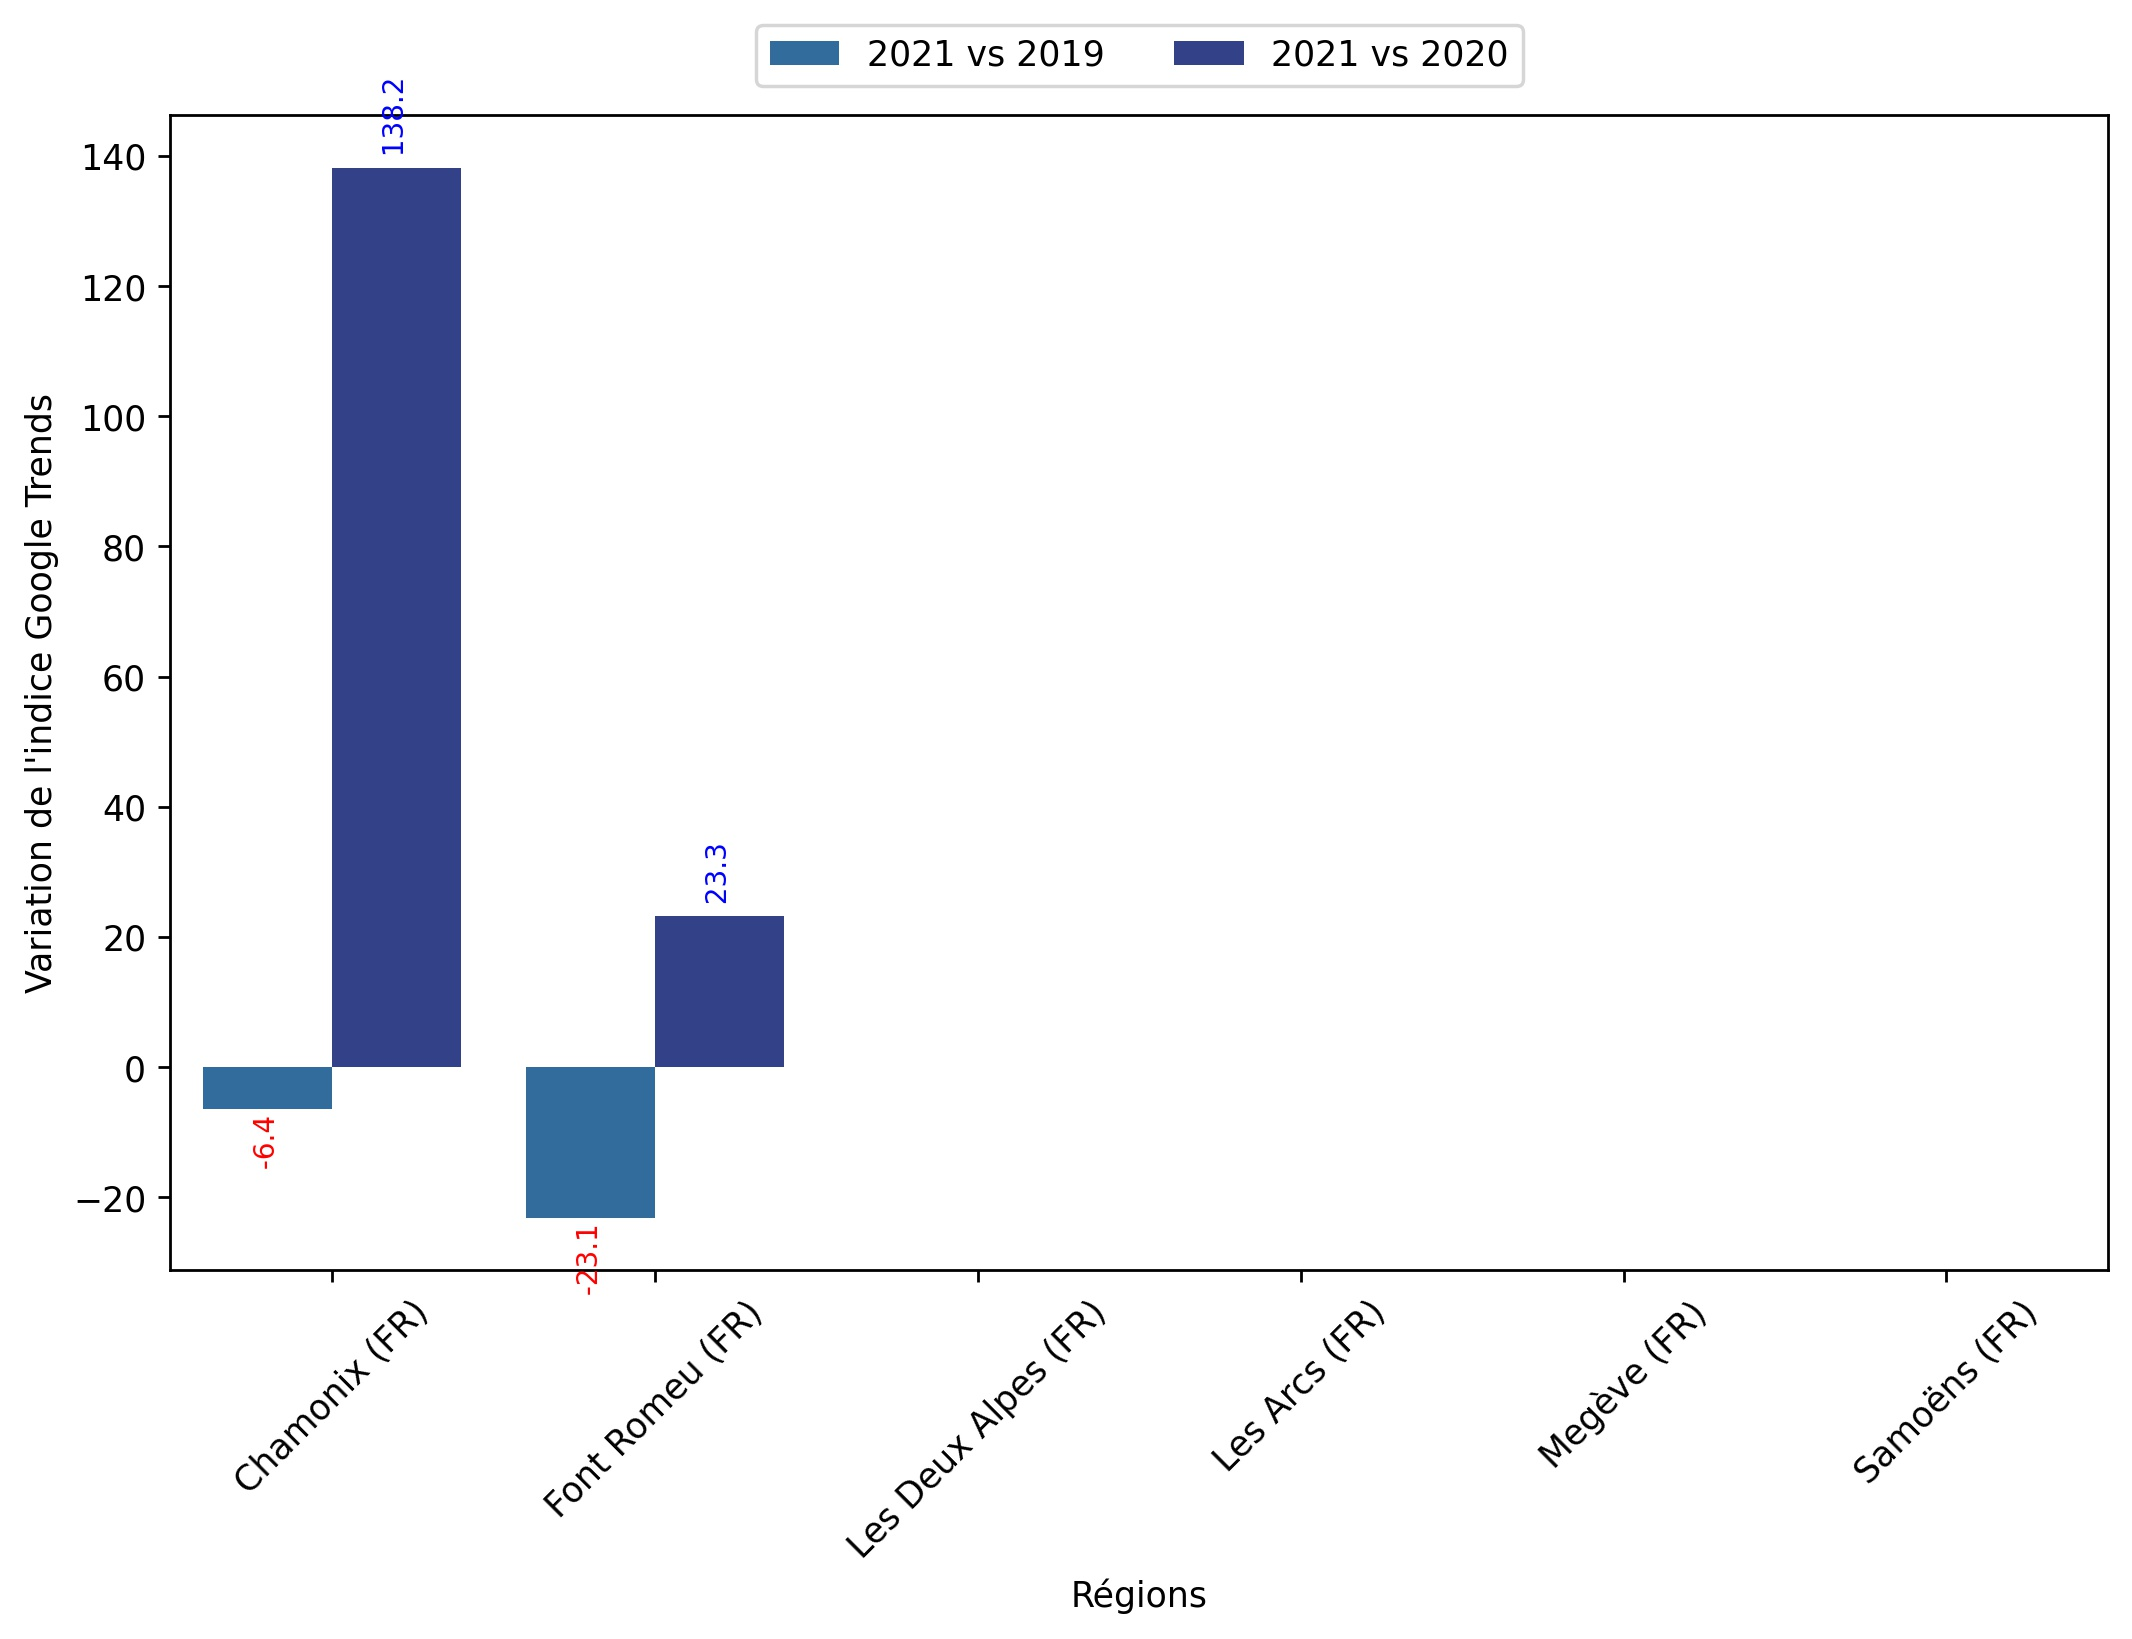 2021 vs 2019 2021 vs 2020
138.2
140
120
100
80
60
40
20
0
−20
23.3
-6.4
-23.1
Variation de l'indice Google Trends
Chamonix (FR)
Font Romeu (FR)
Les Deux Alpes (FR)
Les Arcs (FR)
Megève (FR)
Samoëns (FR)
Régions